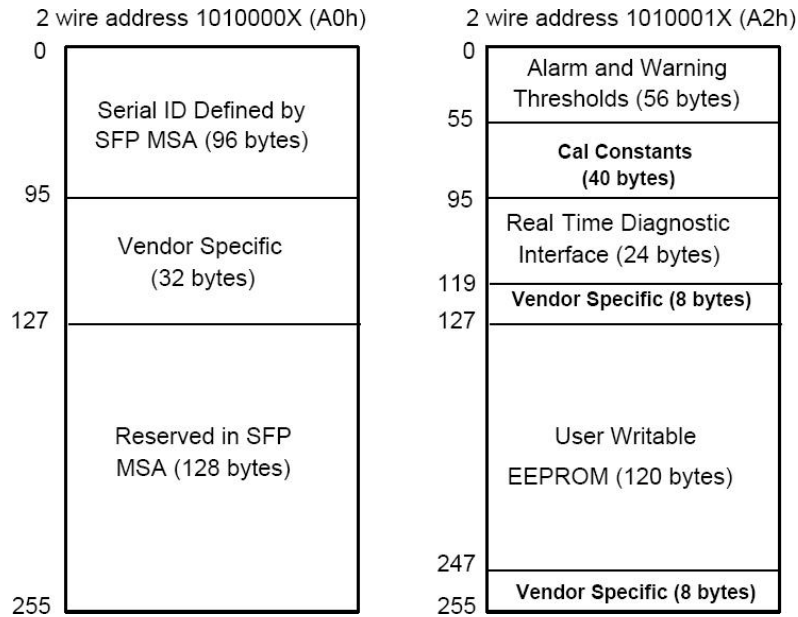 2 wire address 1010000X (A0h)
0
Serial ID Defined by
SFP MSA (96 bytes)
95
Vendor Specific
(32 bytes)
127
Reserved in SFP
MSA (128 bytes)
255
2 wire address 1010001X (A2h)
0
Alarm and Warning
Thresholds (56 bytes)
55
Cal Constants
(40 bytes)
95
Real Time Diagnostic
Interface (24 bytes)
119
Vendor Specific (8 bytes)
127
User Writable
EEPROM (120 bytes)
247
Vendor Specific (8 bytes)
255